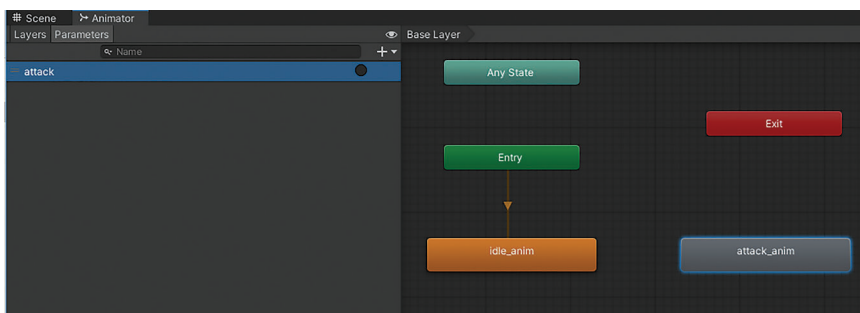 Scene Animator
Layers Parameters Base Layer
Name
attack
Any State
Exit
Entry
idle_anim
attack_anim